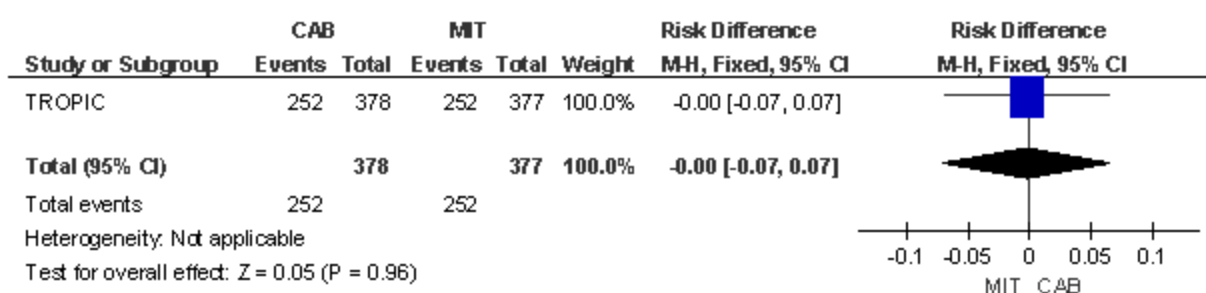 CAB MIT Risk Difference Risk Difference
Study or Subgroup Events Total Events Total Weight M-H, Fixed, 95% CI M-H, Fixed, 95% CI
TROPIC 252 378 252 377 100.0% -0.00 [-0.07, 0.07]
Total (95% CI) 378 377 100.0% -0.00 [-0.07, 0.07]
Total events 252 252
Heterogeneity: Not applicable
Test for overall effect: Z = 0.05 (P = 0.96)
-0.1 -0.05 0 0.05 0.1
MIT CAB